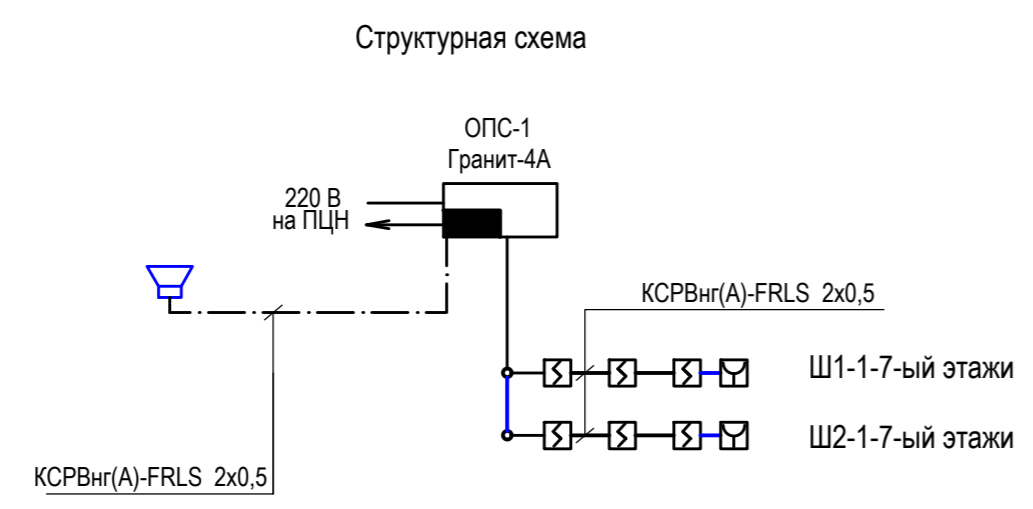 Структурная схема
ОПС-1
Гранит-4А
220 В
на ПЦН
КСРВнг(А)-FRLS 2х0,5
Ш1-1-7-ый этажи
Ш2-1-7-ый этажи
КСРВнг(А)-FRLS 2х0,5